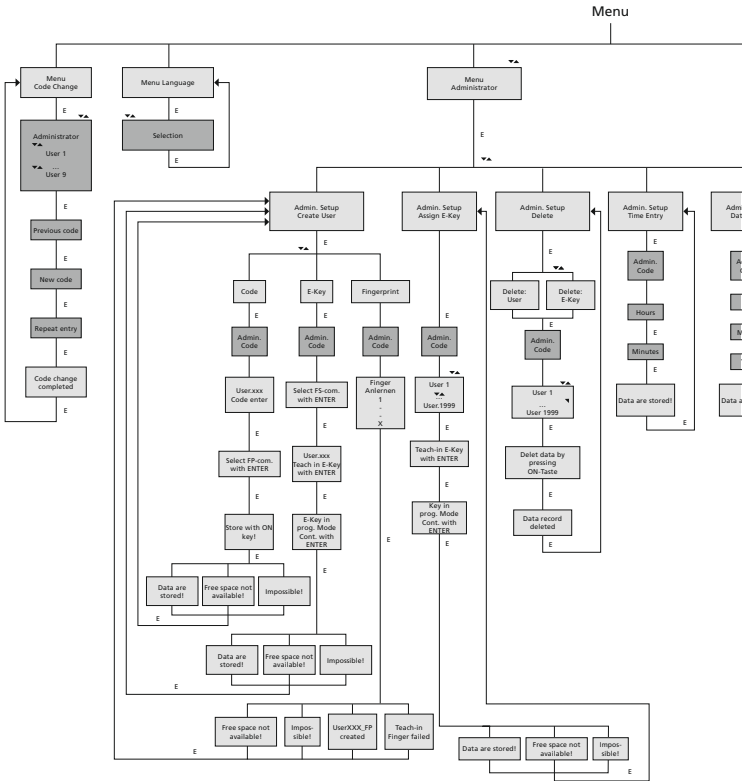 Menu
Menu
Code Change
Menu Language
Menu
Administrator
E
E
E
Administrator
User 1
...
User 9
Selection
E
E
Previous code
E
New code
E
Repeat entry
E
Code change
completed
E
Admin. Setup
Create User
Admin. Setup
Assign E-Key
Admin. Setup
Delete
Admin. Setup
Time Entry
E
E
E
E
Code
E-Key
Fingerprint
E
E
E
Admin.
Code
Admin.
Code
Admin.
Code
E
E
E
User.xxx
Code enter
E
Select FP-com.
with ENTER
E
Store with ON
key!
E
Data are
stored!
Free space not
available!
Impossible!
E
Select FS-com.
with ENTER
E
User.xxx
Teach in E-Key
with ENTER
E
E-Key in
prog. Mode
Cont. with
ENTER
E
Data are
stored!
Free space not
available!
Impossible!
E
Finger
Anlernen
1
-
-
X
E
Free space not
available!
Impos-
sible!
UserXXX_FP
created
Teach-in
Finger failed
E
Admin.
Code
E
User 1
...
User.1999
E
Teach-in E-Key
with ENTER
E
Key in
prog. Mode
Cont. with
ENTER
E
Data are stored!
Free space not
available!
Impos-
sible!
E
Delete:
User
Delete:
E-Key
E
Admin.
Code
E
User 1
...
User 1999
E
Delet data by
pressing
ON-Taste
E
Data record
deleted
E
Admin.
Code
E
Hours
E
Minutes
E
Data are stored!
E